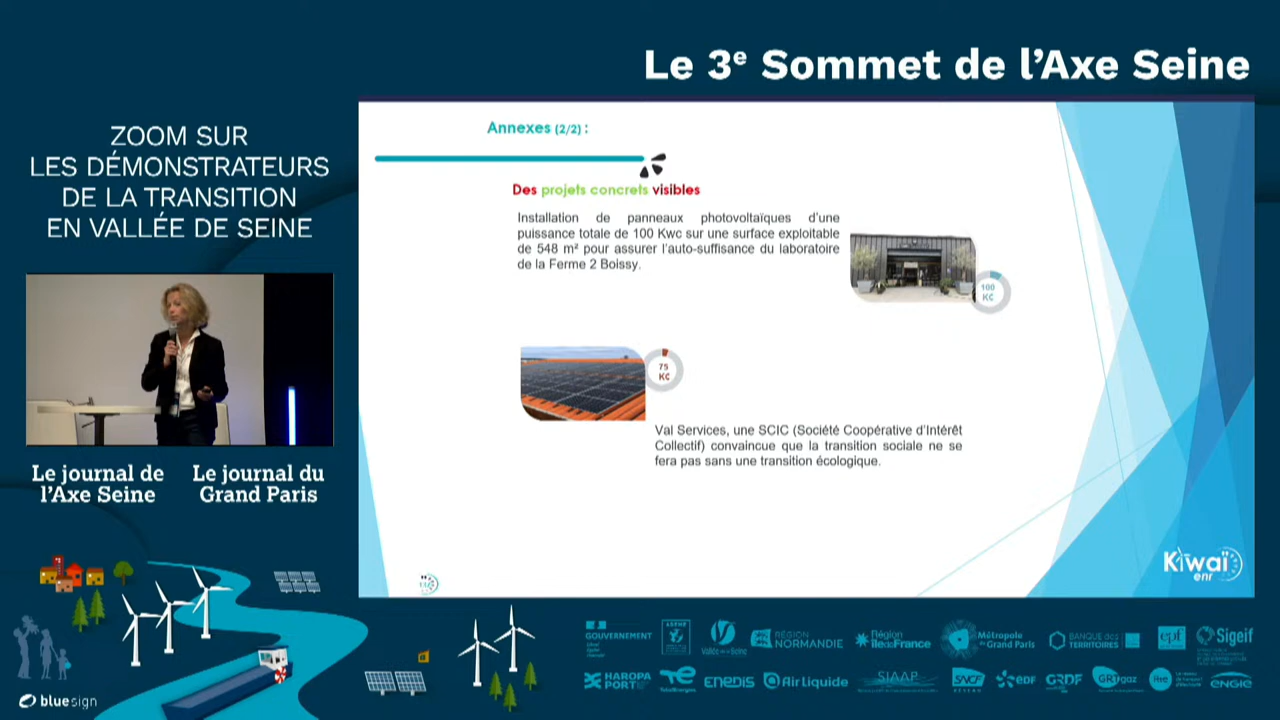 Le 3e Sommet de l'Axe Seine
ZOOM SUR
LES DÉMONSTRATEURS
DE LA TRANSITION
EN VALLÉE DE SEINE
Annexes (2/2) :
Des projets concrets visibles
Installation de panneaux photovoltaïques d'une
puissance totale de 100 Kwc sur une surface exploitable
de 548 m² pour assurer l'auto-suffisance du laboratoire
de la Ferme 2 Boissy.
100
KC
75
KC
Val Services, une SCIC (Société Coopérative d'Intérêt
Collectif) convaincue que la transition sociale ne se
fera pas sans une transition écologique.
Kiwaï
enr
Le journal de
l'Axe Seine
Le journal du
Grand Paris
GOUVERNEMENT
Vallée de la Seine
RÉGION
NORMANDIE
Région
îledeFrance
Métropole
du Grand Paris
BANQUE des
TERRITOIRES
epf
Sigeif
HAROPA
PORT
TotalEnergies
ENEDIS
Air Liquide
SIAAP
SNCF
RÉSEAU
EDF
GRDF
GRTgaz
Rte
ENGIE
bluesign